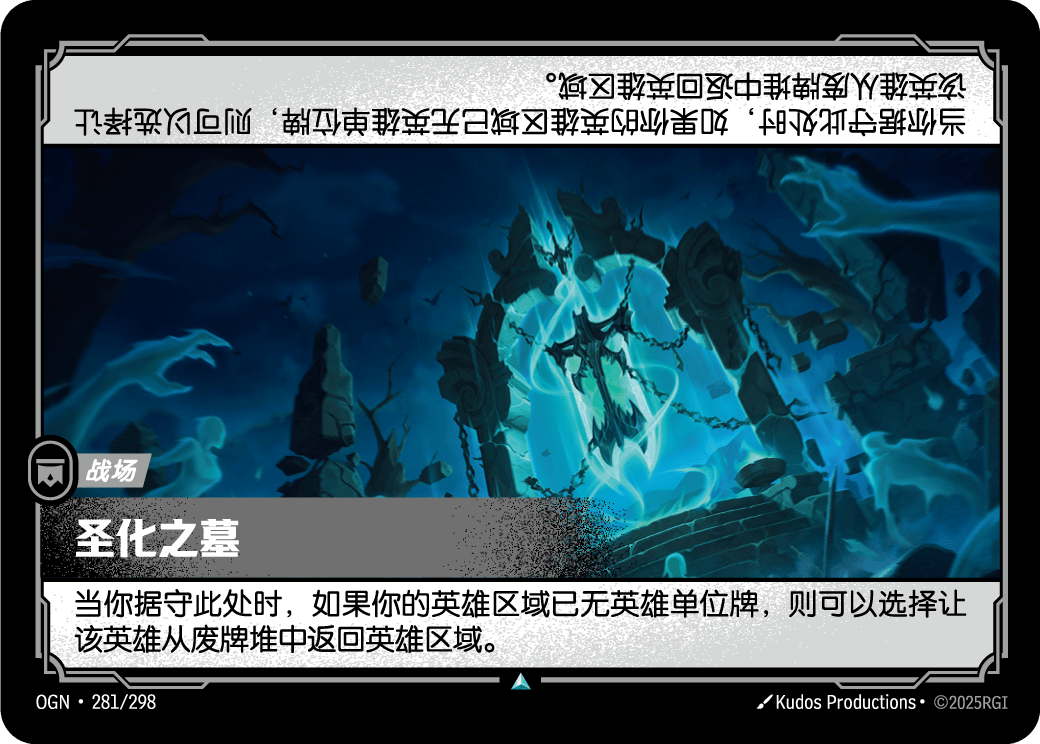 当你据守此处时，如果你的英雄区域已无英雄单位牌，则可以选择让
该英雄从废牌堆中返回英雄区域。
战场
圣化之墓
当你据守此处时，如果你的英雄区域已无英雄单位牌，则可以选择让
该英雄从废牌堆中返回英雄区域。
OGN • 281/298
Kudos Productions • ©2025RGI